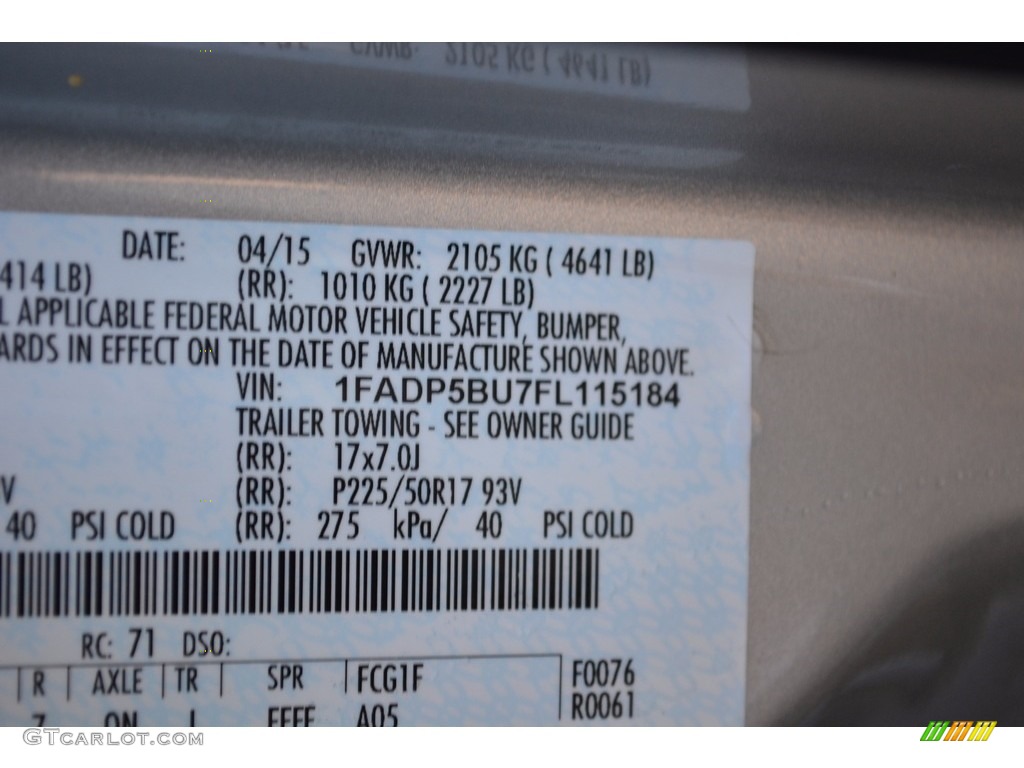 DATE: 04/15 GVWR: 2105 KG ( 4641 LB)
414 LB) (RR): 1010 KG ( 2227 LB)
L APPLICABLE FEDERAL MOTOR VEHICLE SAFETY, BUMPER,
ARDS IN EFFECT ON THE DATE OF MANUFACTURE SHOWN ABOVE.
VIN: 1FADP5BU7FL115184
TRAILER TOWING - SEE OWNER GUIDE
(RR): 17x7.0J
V (RR): P225/50R17 93V
40 PSI COLD (RR): 275 kPa/ 40 PSI COLD
RC: 71 DSO:
R AXLE TR SPR FCG1F F0076
R0061
A05
GTCARLOT.COM